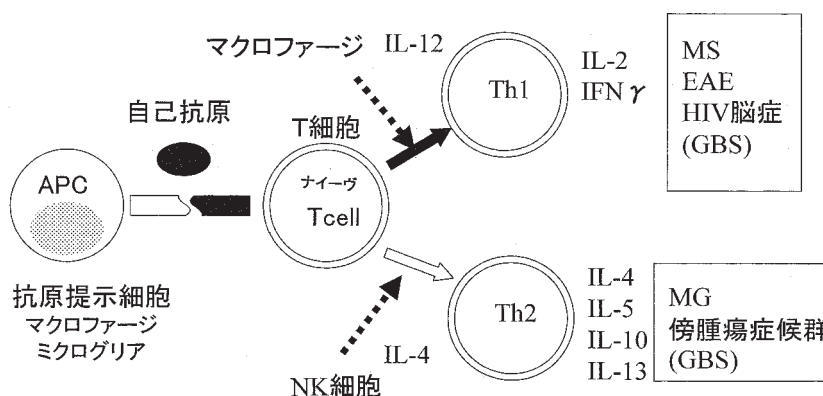 マクロファージ IL-12
自己抗原
T細胞
APC
ナイーヴ
Tcell
抗原提示細胞
マクロファージ
ミクログリア
Th1
IL-2
IFNγ
MS
EAE
HIV脳症
(GBS)
NK細胞
IL-4
Th2
IL-4
IL-5
IL-10
IL-13
MG
傍腫瘍症候群
(GBS)